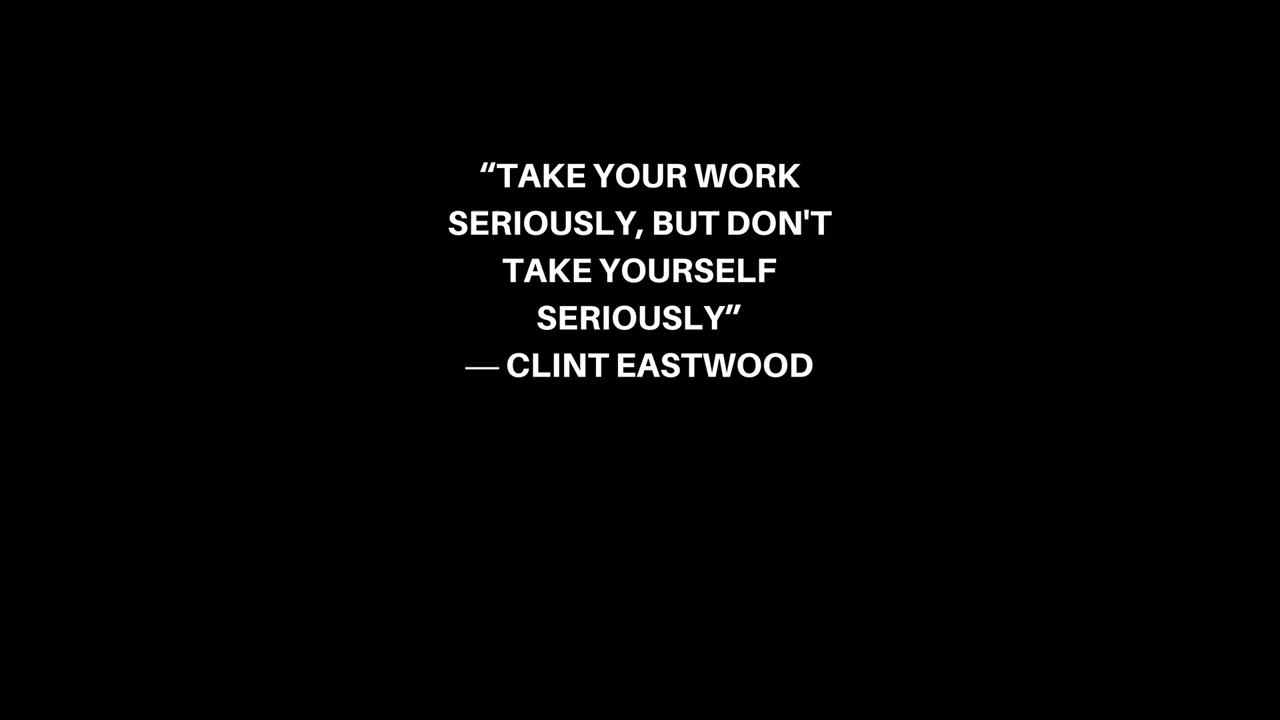 “TAKE YOUR WORK
SERIOUSLY, BUT DON'T
TAKE YOURSELF
SERIOUSLY”
— CLINT EASTWOOD